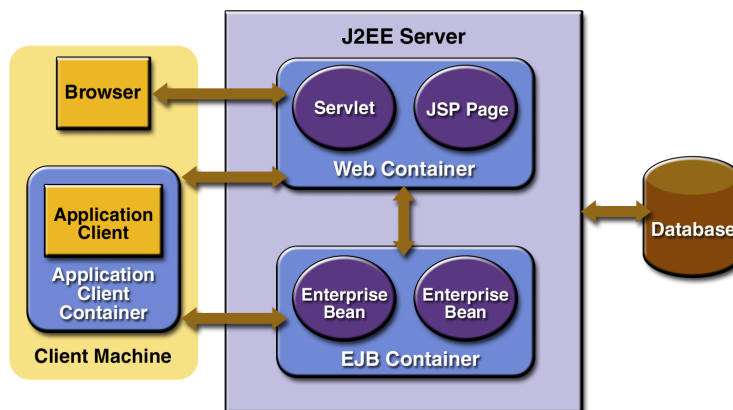 J2EE Server
Browser
Servlet
JSP Page
Web Container
Application
Client
Application
Client
Container
Client Machine
Enterprise
Bean
Enterprise
Bean
EJB Container
Database